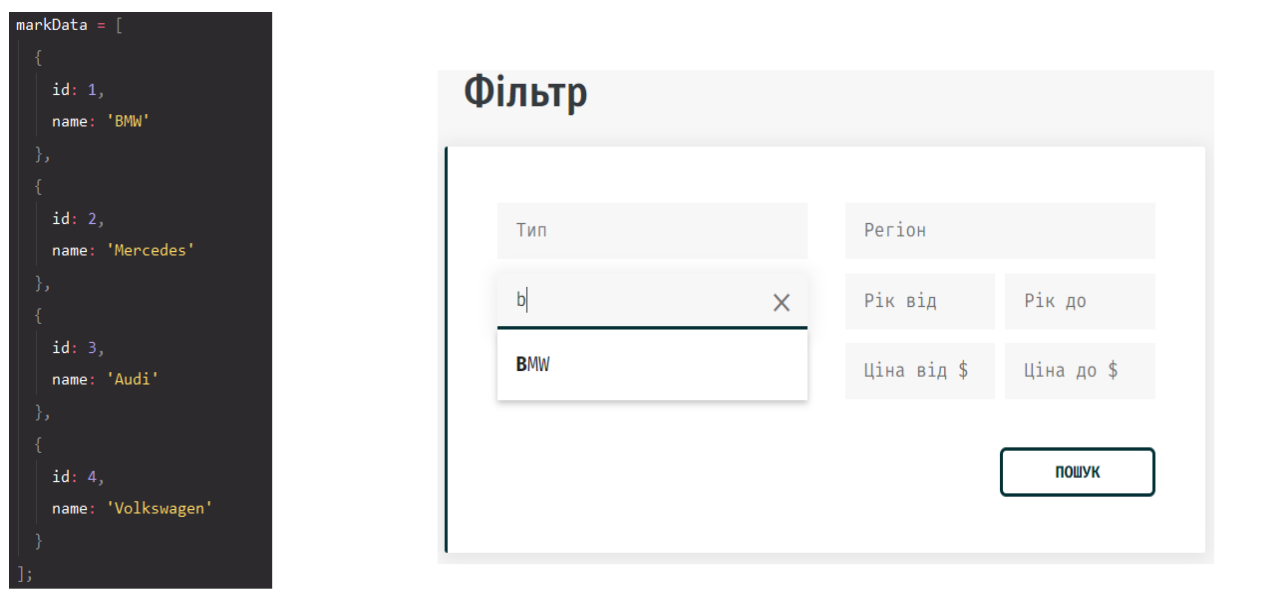 markData = [
{
id: 1,
name: 'BMW'
},
{
id: 2,
name: 'Mercedes'
},
{
id: 3,
name: 'Audi'
},
{
id: 4,
name: 'Volkswagen'
}
];
Фільтр
Тип
Регіон
b
Рік від
Рік до
BMW
Ціна від $
Ціна до $
ПОШУК